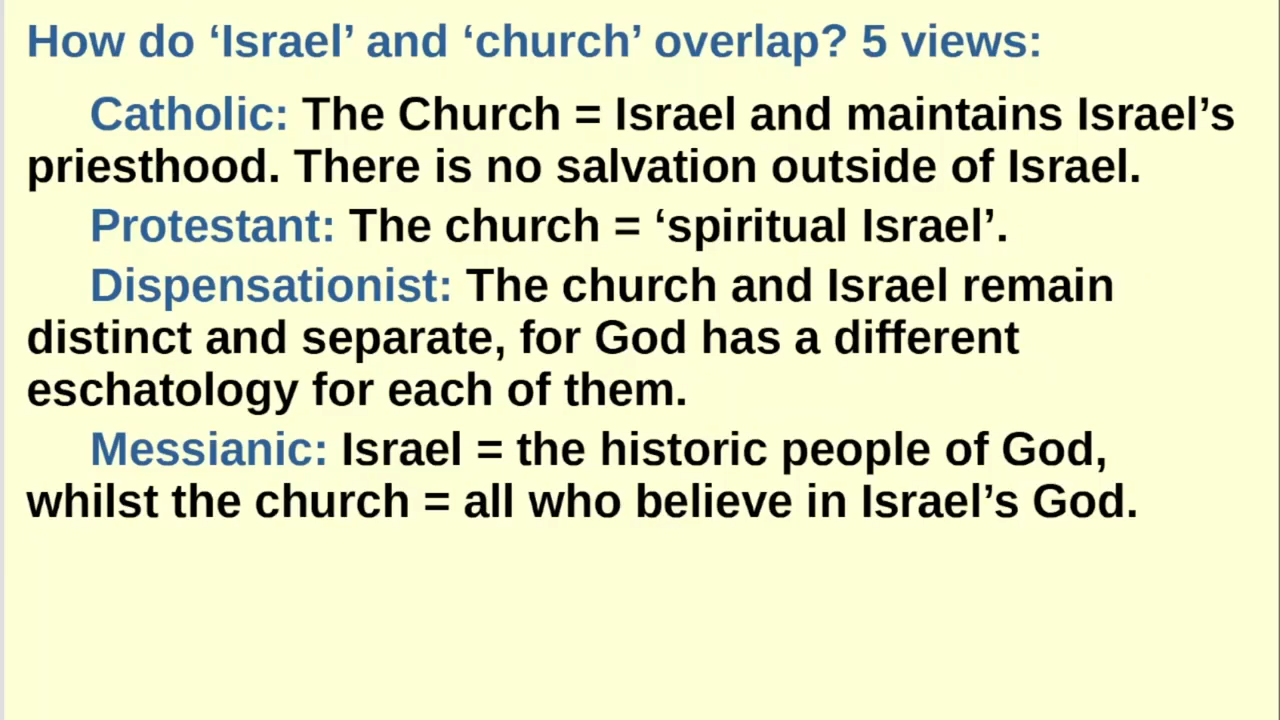 How do ‘Israel’ and ‘church’ overlap? 5 views:
Catholic: The Church = Israel and maintains Israel’s
priesthood. There is no salvation outside of Israel.
Protestant: The church = ‘spiritual Israel’.
Dispensationist: The church and Israel remain
distinct and separate, for God has a different
eschatology for each of them.
Messianic: Israel = the historic people of God,
whilst the church = all who believe in Israel’s God.